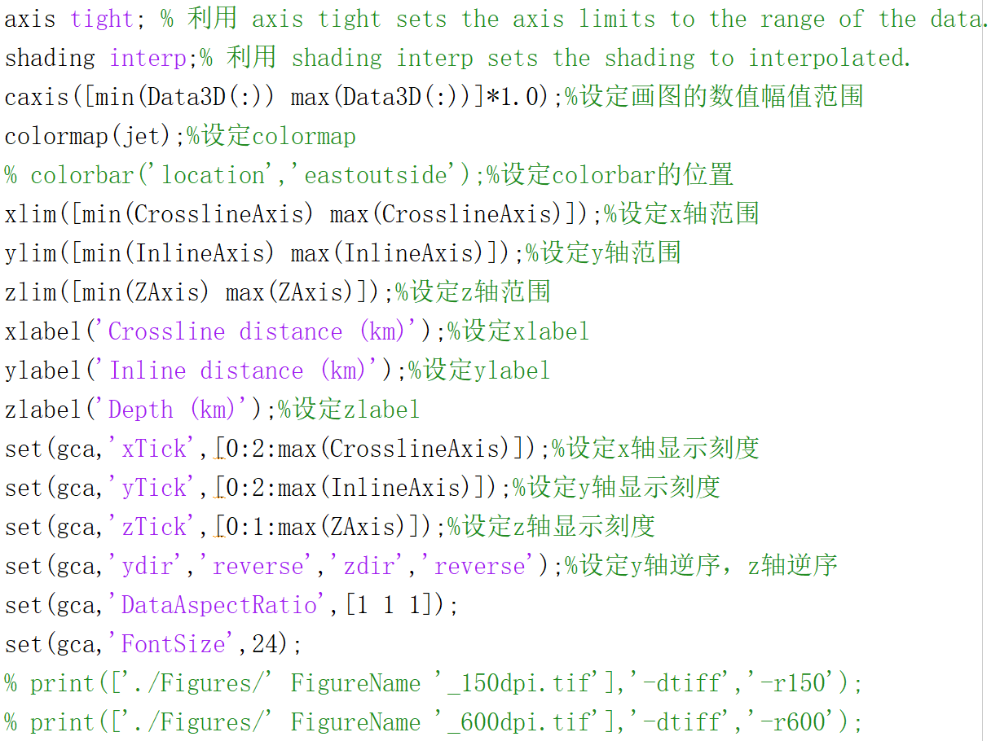 axis tight; % 利用 axis tight sets the axis limits to the range of the data.
shading interp;% 利用 shading interp sets the shading to interpolated.
caxis([min(Data3D(:)) max(Data3D(:))]*1.0);%设定画图的数值幅值范围
colormap(jet);%设定colormap
% colorbar('location','eastoutside');%设定colorbar的位置
xlim([min(CrosslineAxis) max(CrosslineAxis)]);%设定x轴范围
ylim([min(InlineAxis) max(InlineAxis)]);%设定y轴范围
zlim([min(ZAxis) max(ZAxis)]);%设定z轴范围
xlabel('Crossline distance (km)');%设定xlabel
ylabel('Inline distance (km)');%设定ylabel
zlabel('Depth (km)');%设定zlabel
set(gca,'xTick',[0:2:max(CrosslineAxis)]);%设定x轴显示刻度
set(gca,'yTick',[0:2:max(InlineAxis)]);%设定y轴显示刻度
set(gca,'zTick',[0:1:max(ZAxis)]);%设定z轴显示刻度
set(gca,'ydir','reverse','zdir','reverse');%设定y轴逆序，z轴逆序
set(gca,'DataAspectRatio',[1 1 1]);
set(gca,'FontSize',24);
% print(['./Figures/' FigureName '_150dpi.tif'],'-dtiff','-r150');
% print(['./Figures/' FigureName '_600dpi.tif'],'-dtiff','-r600');